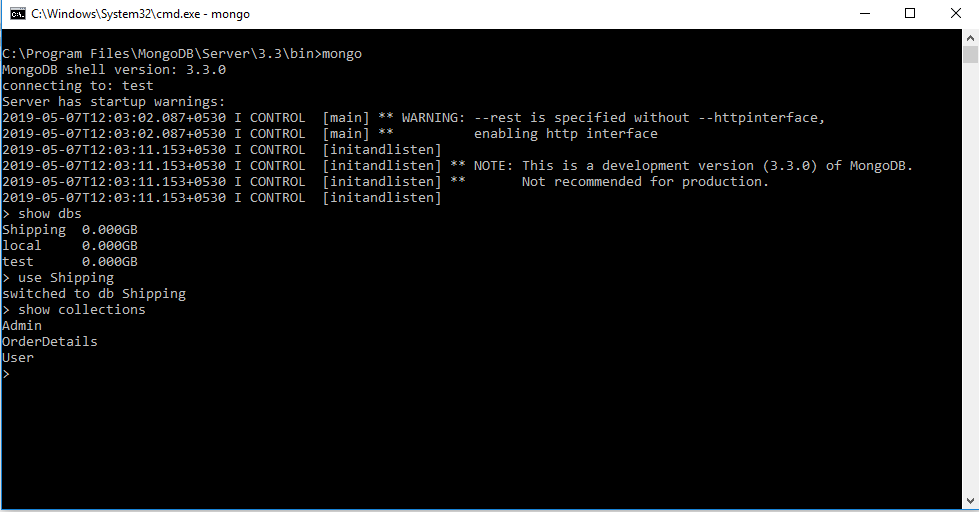 C:\Windows\System32\cmd.exe - mongo
C:\Program Files\MongoDB\Server\3.3\bin>mongo
MongoDB shell version: 3.3.0
connecting to: test
Server has startup warnings:
2019-05-07T12:03:02.087+0530 I CONTROL  [main] ** WARNING: --rest is specified without --httpinterface,
2019-05-07T12:03:02.087+0530 I CONTROL  [main] **          enabling http interface
2019-05-07T12:03:11.153+0530 I CONTROL  [initandlisten]
2019-05-07T12:03:11.153+0530 I CONTROL  [initandlisten] ** NOTE: This is a development version (3.3.0) of MongoDB.
2019-05-07T12:03:11.153+0530 I CONTROL  [initandlisten] **       Not recommended for production.
2019-05-07T12:03:11.153+0530 I CONTROL  [initandlisten]
> show dbs
Shipping  0.000GB
local     0.000GB
test      0.000GB
> use Shipping
switched to db Shipping
> show collections
Admin
OrderDetails
User
>